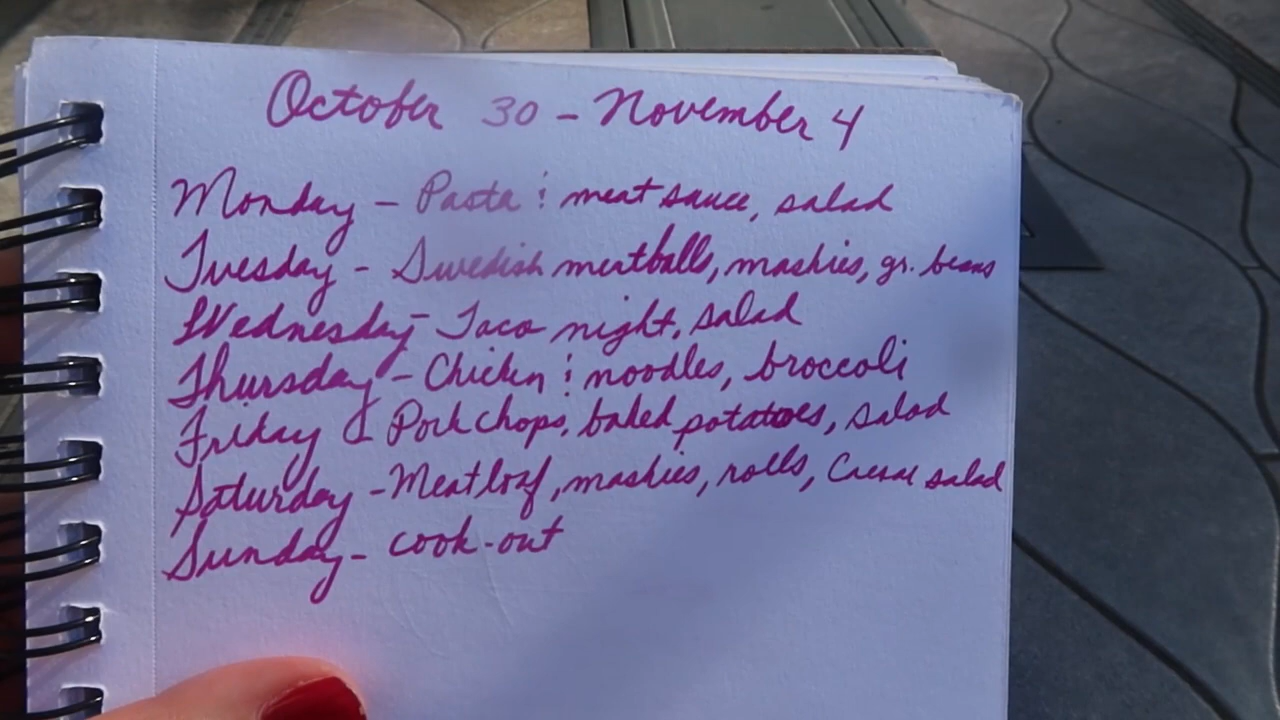 October 30 - November 4
Monday - Pasta & meat sauce, salad
Tuesday - Swedish meatballs, mashies, gr. beans
Wednesday - Taco night, salad
Thursday - Chicken & noodles, broccoli
Friday - Pork chops, baked potatoes, salad
Saturday - Meatloaf, mashies, rolls, Caesar salad
Sunday - cook-out